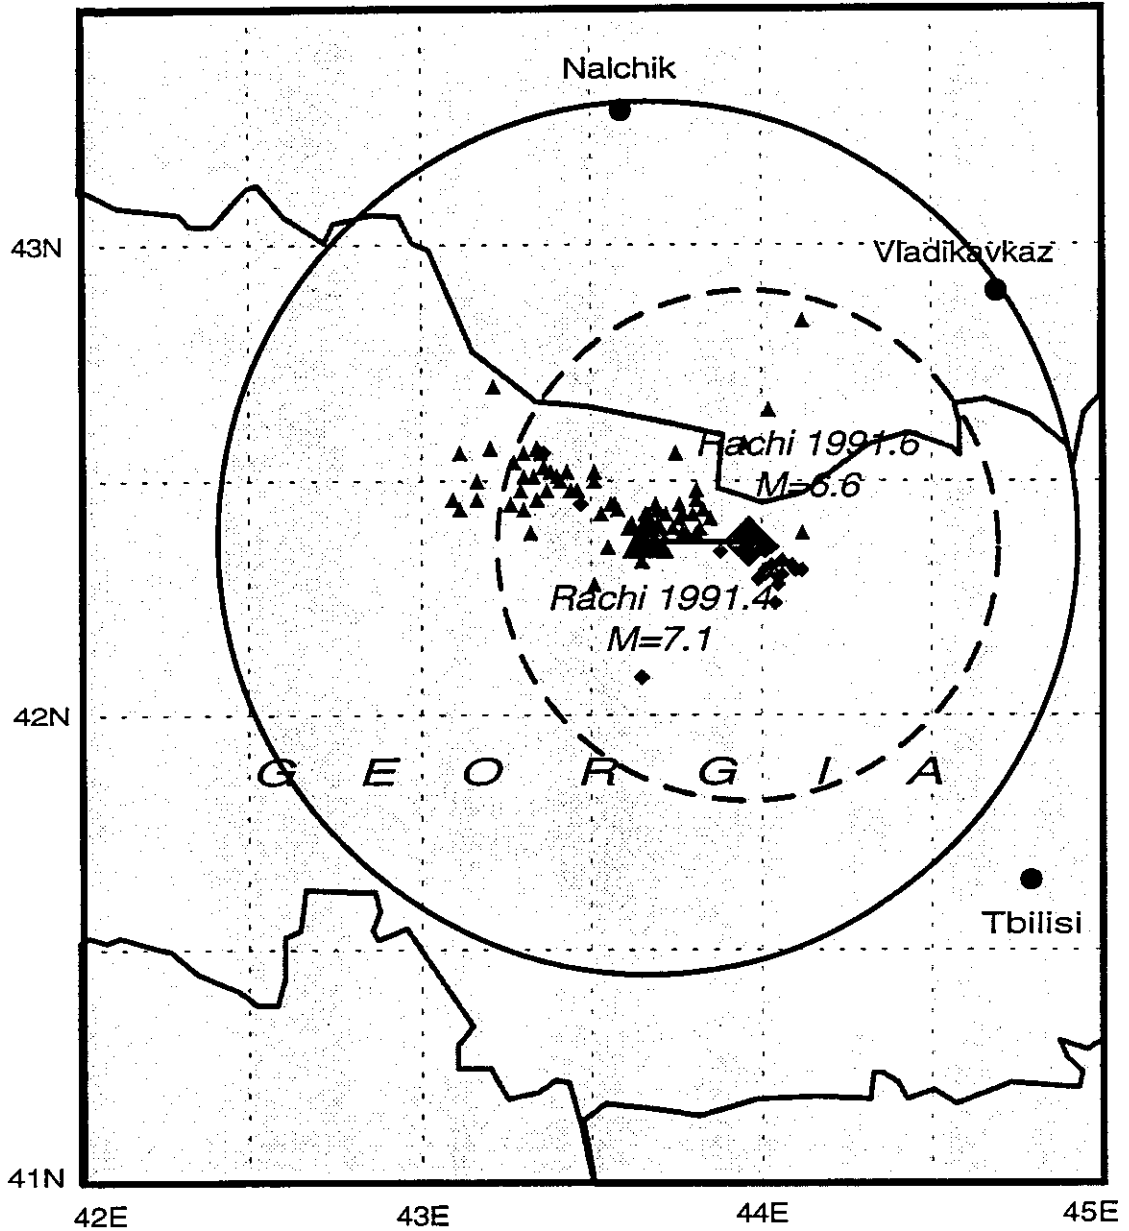 Nalchik
43N
Vladikavkaz
Rachi 1991.6
M=6.6
Rachi 1991.4
M=7.1
42N
G E O R G I A
Tbilisi
41N
42E 43E 44E 45E